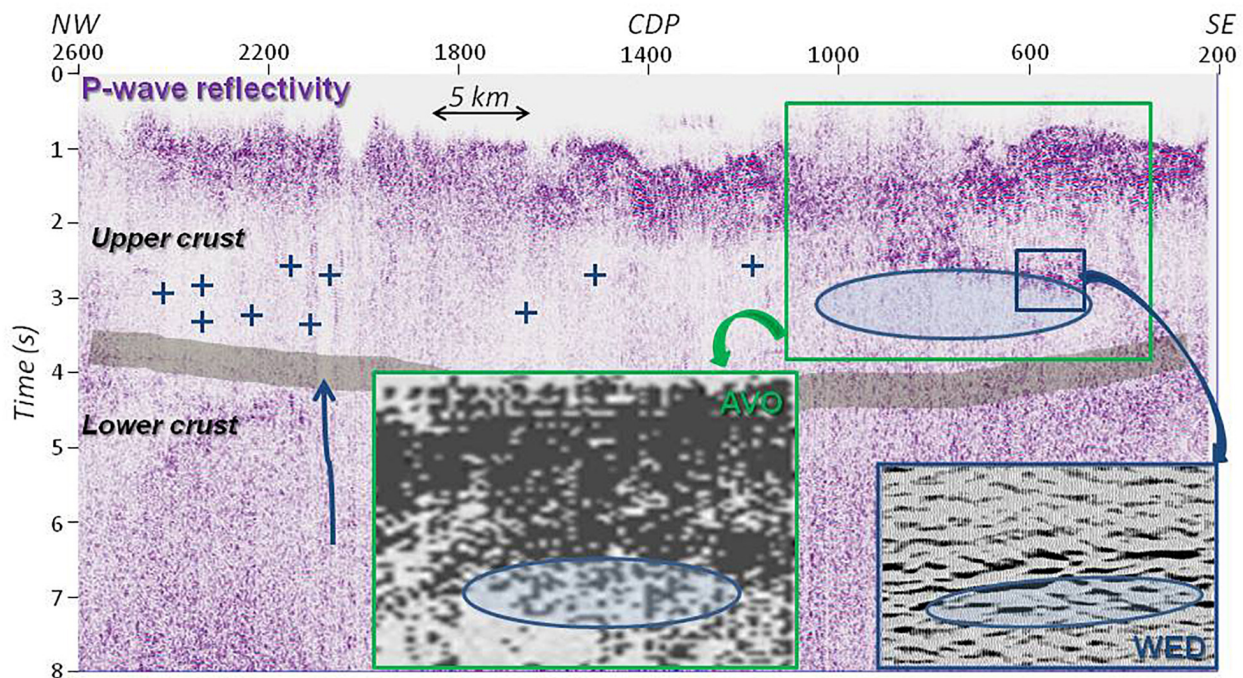 NW CDP SE
2600 2200 1800 1400 1000 600 200
0
P-wave reflectivity
5 km
1
2
Upper crust
3
Time (s)
4
AVO
Lower crust
5
6
7
WED
8